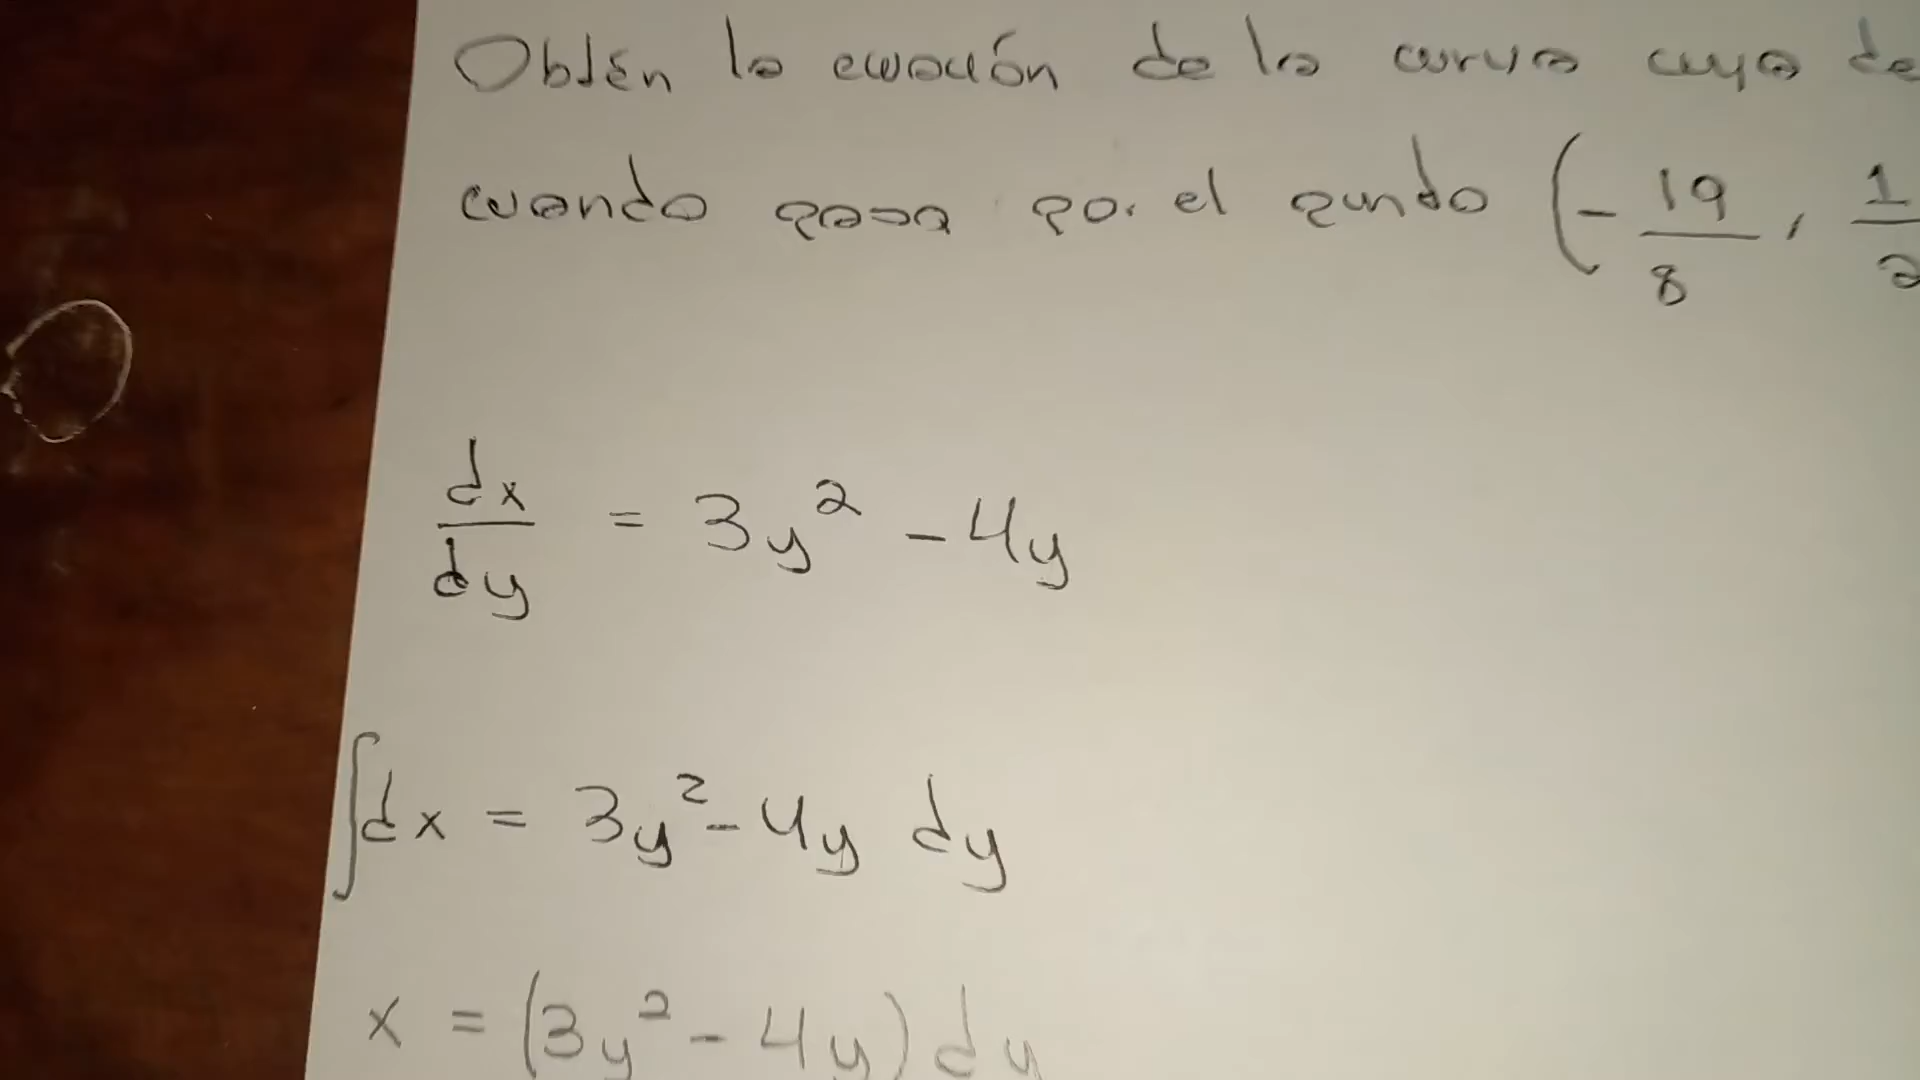 Obtén la ecuación de la curva cuya de
cuando pasa por el punto (- 19/8, 1/2
dx/dy = 3y² - 4y
∫dx = 3y² - 4y dy
x = (3y² - 4y) dy